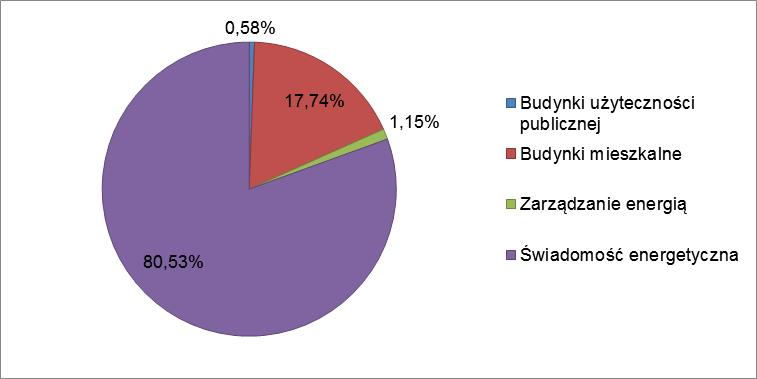 0,58%
17,74%
1,15%
80,53%
Budynki użyteczności
publicznej
Budynki mieszkalne
Zarządzanie energią
Świadomość energetyczna